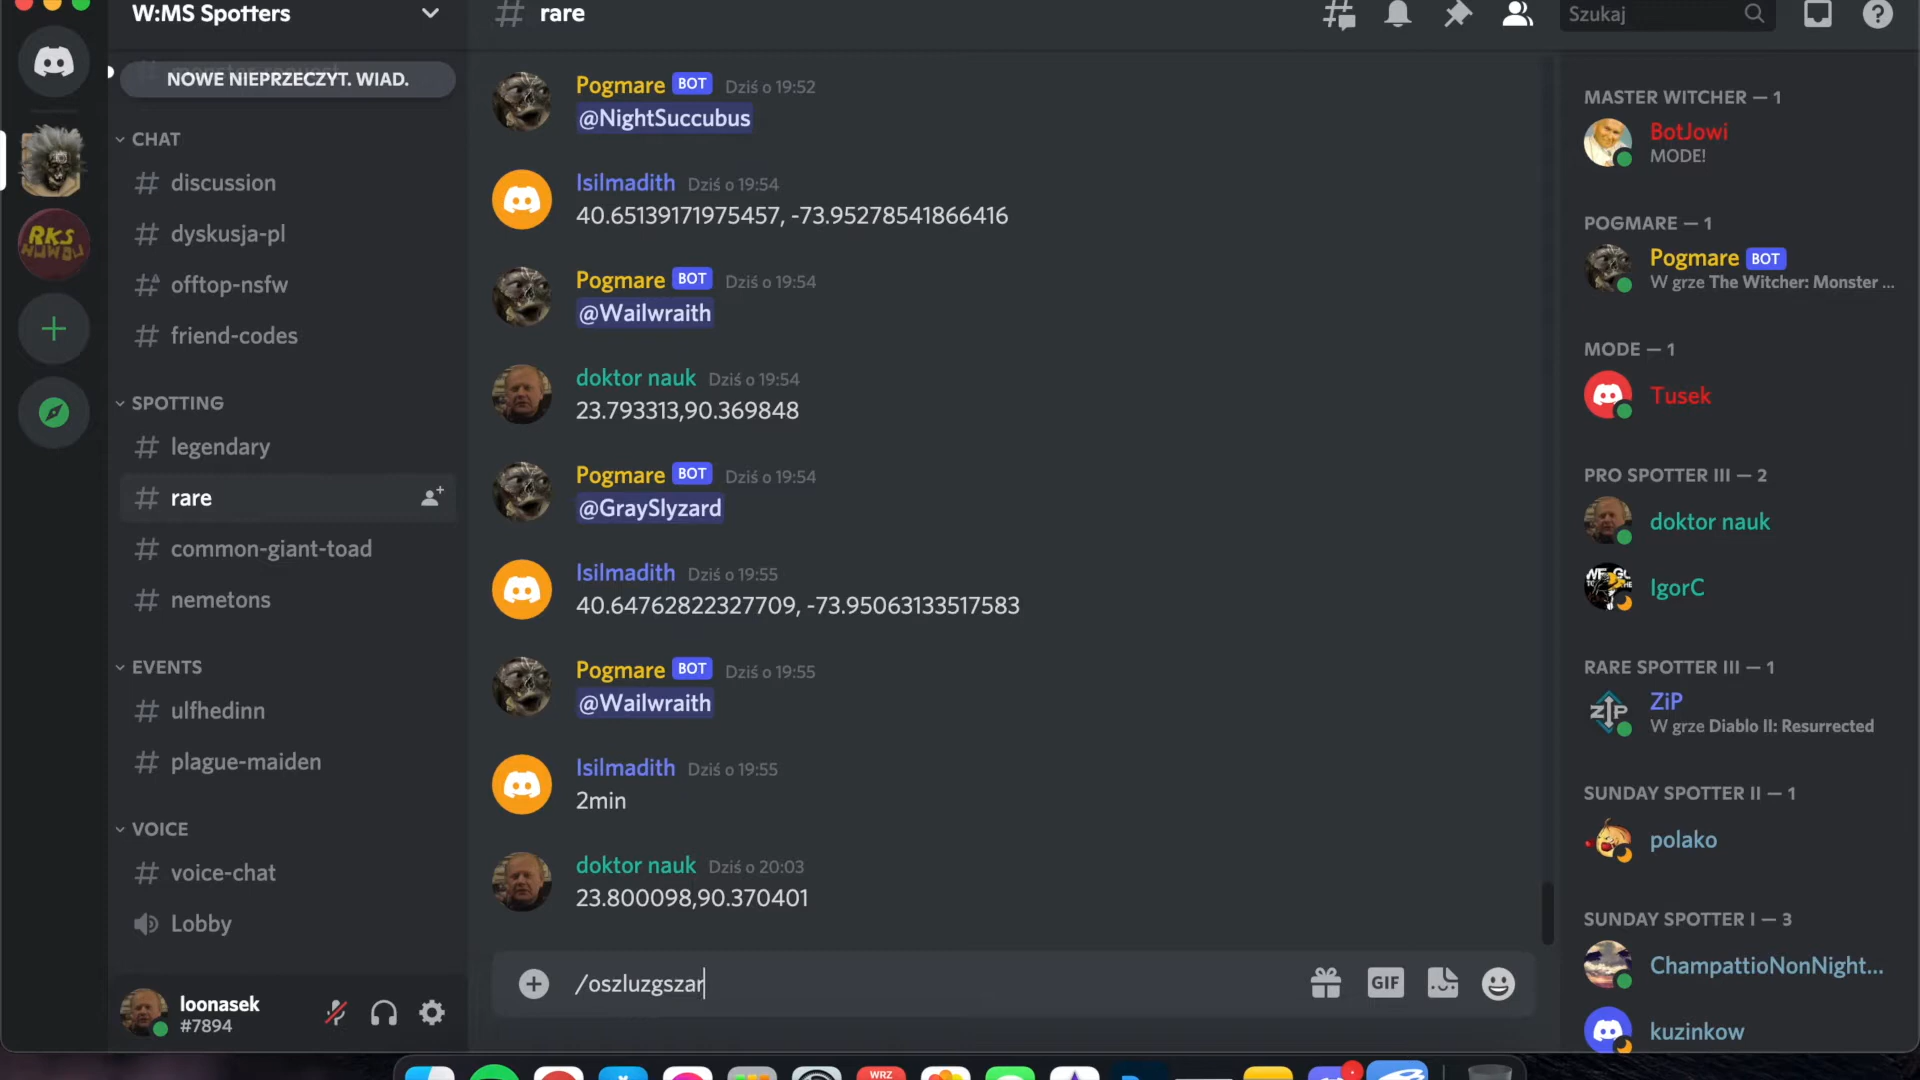 W:MS Spotters
NOWE NIEPRZECZYT. WIAD.
CHAT
discussion
dyskusja-pl
offtop-nsfw
friend-codes
SPOTTING
legendary
rare
common-giant-toad
nemetons
EVENTS
ulfhedinn
plague-maiden
VOICE
voice-chat
Lobby
loonasek
#7894
RKS
rare
Szukaj
Pogmare BOT Dziś o 19:52
@NightSuccubus
Isilmadith Dziś o 19:54
40.65139171975457, -73.95278541866416
Pogmare BOT Dziś o 19:54
@Wailwraith
doktor nauk Dziś o 19:54
23.793313,90.369848
Pogmare BOT Dziś o 19:54
@GraySlyzard
Isilmadith Dziś o 19:55
40.64762822327709, -73.95063133517583
Pogmare BOT Dziś o 19:55
@Wailwraith
Isilmadith Dziś o 19:55
2min
doktor nauk Dziś o 20:03
23.800098,90.370401
/oszluzgszar
GIF
MASTER WITCHER — 1
BotJowi
MODE!
POGMARE — 1
Pogmare BOT
W grze The Witcher: Monster ...
MODE — 1
Tusek
PRO SPOTTER III — 2
doktor nauk
IgorC
RARE SPOTTER III — 1
ZiP
W grze Diablo II: Resurrected
SUNDAY SPOTTER II — 1
polako
SUNDAY SPOTTER I — 3
ChampattioNonNight...
kuzinkow
WRZ